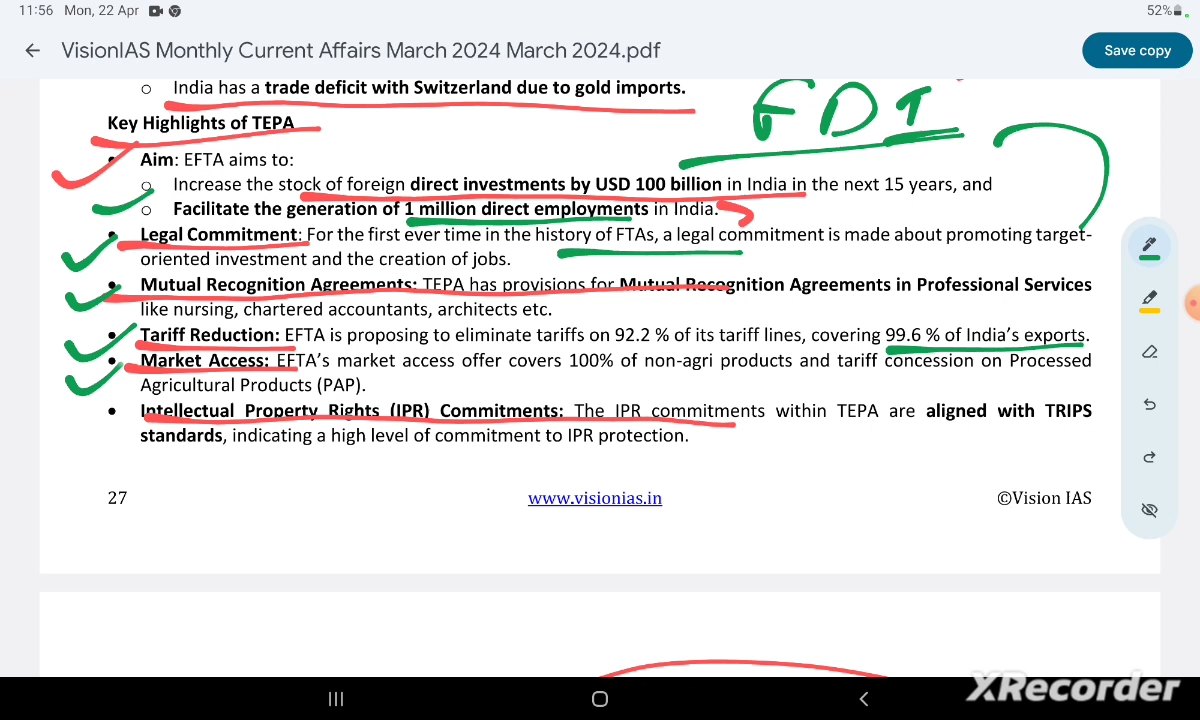 11:56 Mon, 22 Apr
52%
VisionIAS Monthly Current Affairs March 2024 March 2024.pdf
Save copy
o India has a trade deficit with Switzerland due to gold imports.
FDI
Key Highlights of TEPA
• Aim: EFTA aims to:
o Increase the stock of foreign direct investments by USD 100 billion in India in the next 15 years, and
o Facilitate the generation of 1 million direct employments in India.
• Legal Commitment: For the first ever time in the history of FTAs, a legal commitment is made about promoting target-
oriented investment and the creation of jobs.
• Mutual Recognition Agreements: TEPA has provisions for Mutual Recognition Agreements in Professional Services
like nursing, chartered accountants, architects etc.
• Tariff Reduction: EFTA is proposing to eliminate tariffs on 92.2 % of its tariff lines, covering 99.6 % of India's exports.
• Market Access: EFTA's market access offer covers 100% of non-agri products and tariff concession on Processed
Agricultural Products (PAP).
• Intellectual Property Rights (IPR) Commitments: The IPR commitments within TEPA are aligned with TRIPS
standards, indicating a high level of commitment to IPR protection.
27 www.visionias.in ©Vision IAS
XRecorder